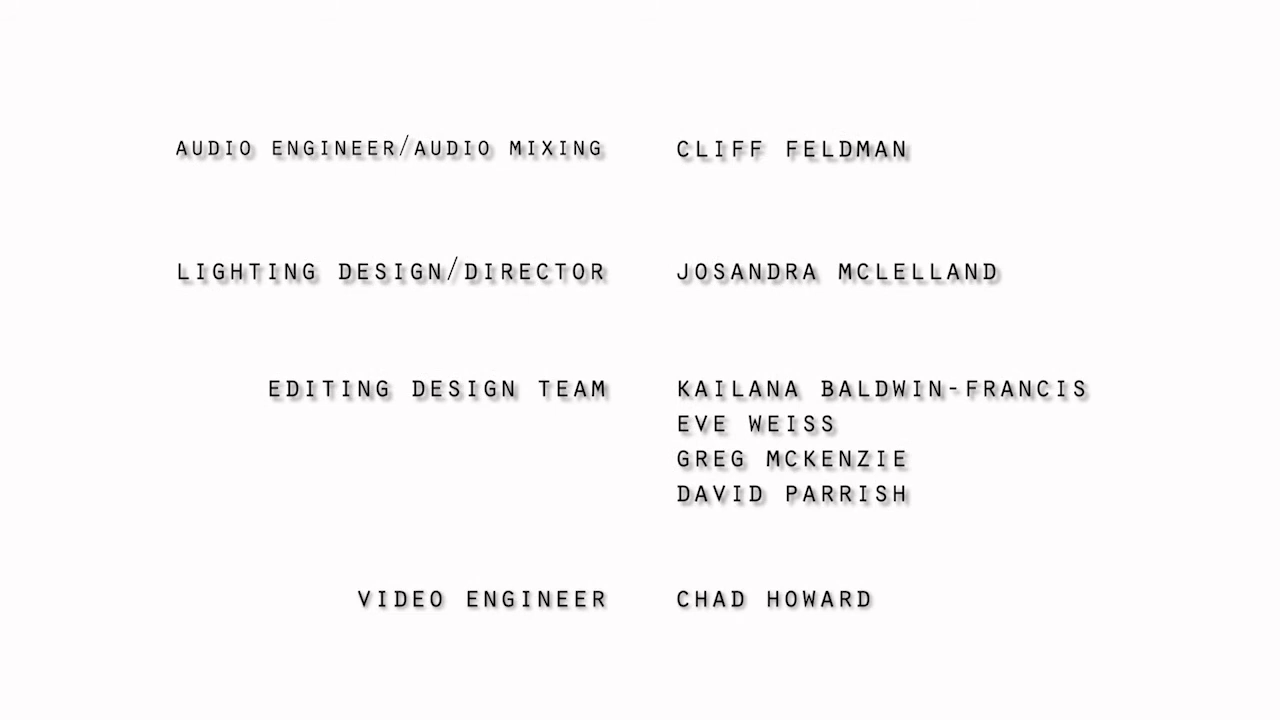 AUDIO ENGINEER/AUDIO MIXING CLIFF FELDMAN
LIGHTING DESIGN/DIRECTOR JOSANDRA MCLELLAND
EDITING DESIGN TEAM KAILANA BALDWIN-FRANCIS
EVE WEISS
GREG MCKENZIE
DAVID PARRISH
VIDEO ENGINEER CHAD HOWARD